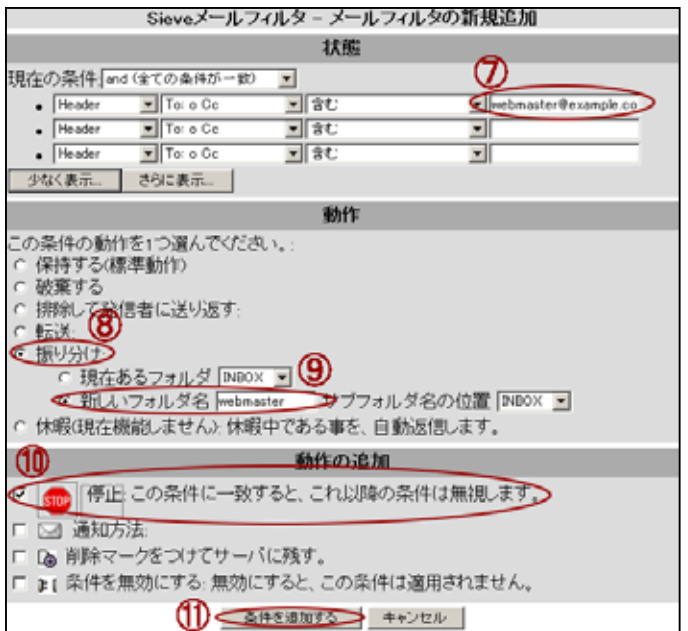 Sieveメールフィルタ - メールフィルタの新規追加
状態
現在の条件 and (全ての条件が一致)
⑦
• Header To: o Cc 含む webmaster@example.co
• Header To: o Cc 含む
• Header To: o Cc 含む
少なく表示... さらに表示...
動作
この条件の動作を1つ選んでください。:
保持する(標準動作)
破棄する
排除して発信者に送り返す:
転送:
⑧
振り分け:
現在あるフォルダ INBOX
⑨
新しいフォルダ名 webmaster サブフォルダ名の位置 INBOX
休暇(現在機能しません): 休暇中である事を、自動返信します。
動作の追加
⑩
STOP 停止: この条件に一致すると、これ以降の条件は無視します。
通知方法:
削除マークをつけてサーバに残す。
条件を無効にする: 無効にすると、この条件は適用されません。
⑪ 条件を追加する キャンセル